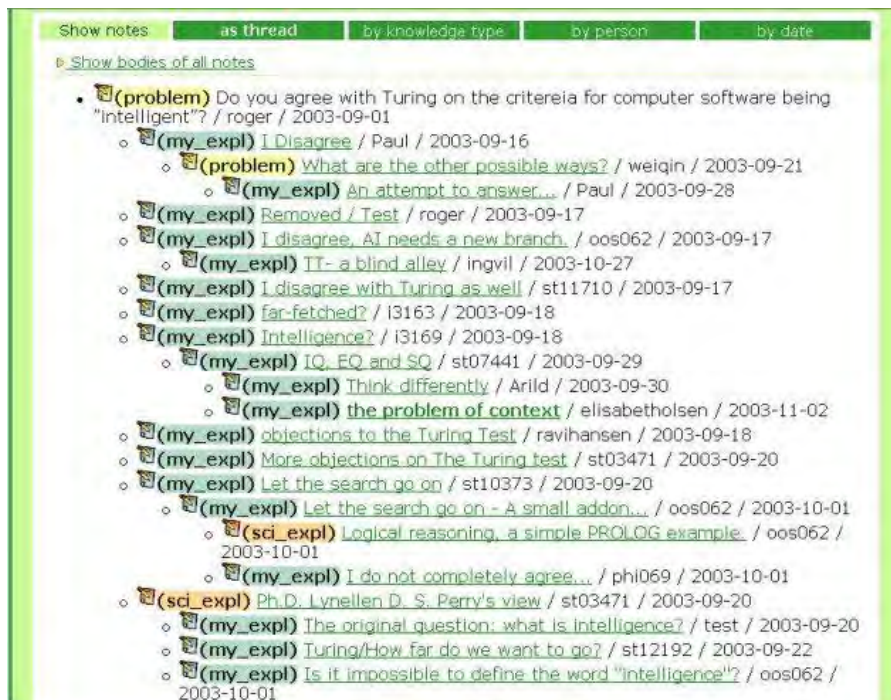 Show notes as thread by knowledge type by person by date
Show bodies of all notes
(problem) Do you agree with Turing on the critereia for computer software being
"intelligent"? / roger / 2003-09-01
(my_expl) I Disagree / Paul / 2003-09-16
(problem) What are the other possible ways? / weiqin / 2003-09-21
(my_expl) An attempt to answer... / Paul / 2003-09-28
(my_expl) Removed / Test / roger / 2003-09-17
(my_expl) I disagree, AI needs a new branch. / oos062 / 2003-09-17
(my_expl) TT- a blind alley / ingvil / 2003-10-27
(my_expl) I disagree with Turing as well / st11710 / 2003-09-17
(my_expl) far-fetched? / i3163 / 2003-09-18
(my_expl) Intelligence? / i3169 / 2003-09-18
(my_expl) IQ, EQ and SQ / st07441 / 2003-09-29
(my_expl) Think differently / Arild / 2003-09-30
(my_expl) the problem of context / elisabetholsen / 2003-11-02
(my_expl) objections to the Turing Test / ravihansen / 2003-09-18
(my_expl) More objections on The Turing test / st03471 / 2003-09-20
(my_expl) Let the search go on / st10373 / 2003-09-20
(my_expl) Let the search go on - A small addon... / oos062 / 2003-10-01
(sci_expl) Logical reasoning, a simple PROLOG example. / oos062 /
2003-10-01
(my_expl) I do not completely agree... / phi069 / 2003-10-01
(sci_expl) Ph.D. Lynellen D. S. Perry's view / st03471 / 2003-09-20
(my_expl) The original question: what is intelligence? / test / 2003-09-20
(my_expl) Turing/How far do we want to go? / st12192 / 2003-09-22
(my_expl) Is it impossible to define the word "intelligence"? / oos062 /
2003-10-01